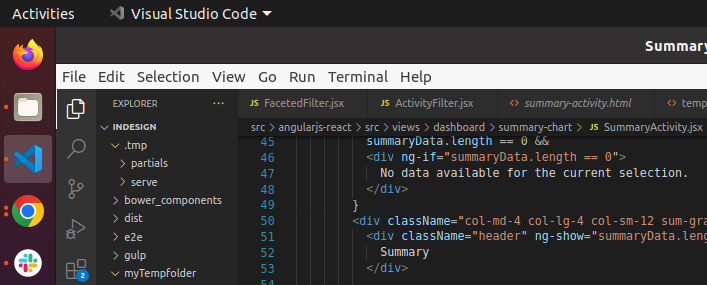 Activities Visual Studio Code
Summary
File Edit Selection View Go Run Terminal Help
EXPLORER ···
INDESIGN
.tmp
partials
serve
bower_components
dist
e2e
gulp
myTempfolder
2
FacetedFilter.jsx ActivityFilter.jsx summary-activity.html temp
src > angularjs-react > src > views > dashboard > summary-chart > SummaryActivity.jsx
45 summaryData.length == 0 &&
46 <div ng-if="summaryData.length == 0">
47 No data available for the current selection.
48 </div>
49 }
50 <div className="col-md-4 col-lg-4 col-sm-12 sum-gra
51 <div className="header" ng-show="summaryData.leng
52 Summary
53 </div>